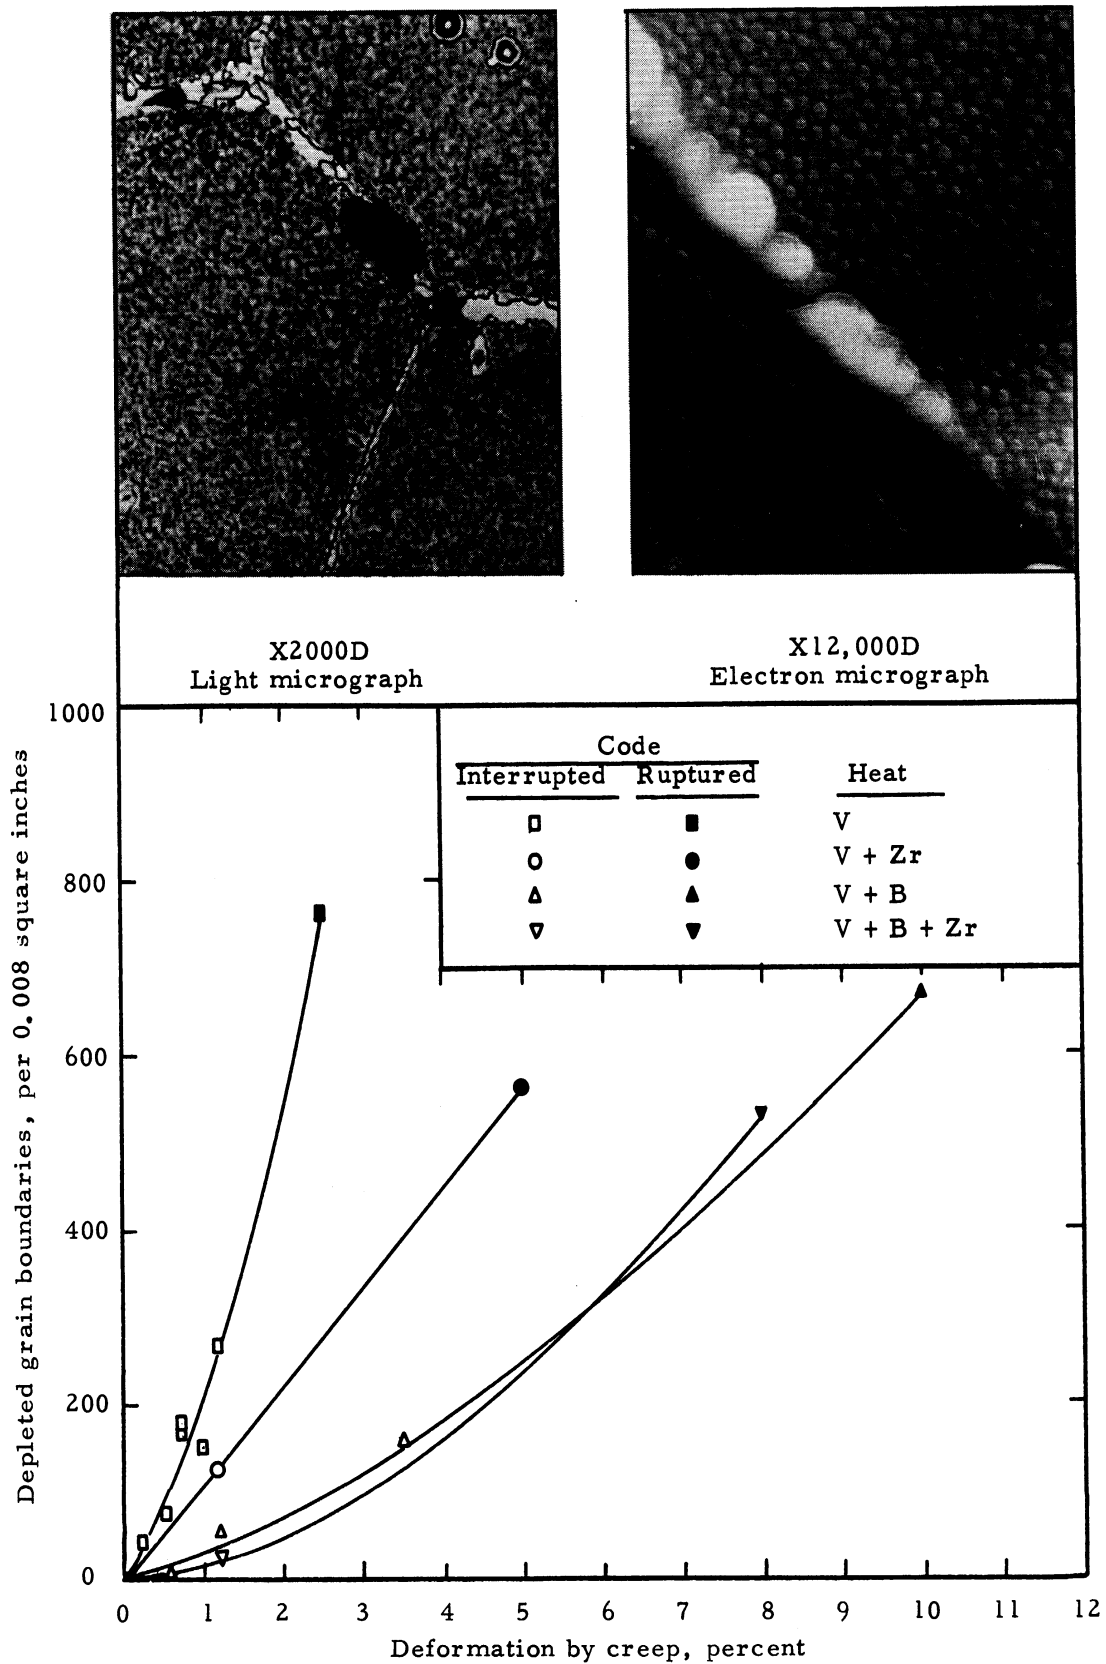 X2000D
Light micrograph
X12,000D
Electron micrograph
Depleted grain boundaries, per 0.008 square inches
1000
800
600
400
200
0
Code
Interrupted Ruptured Heat
V
V + Zr
V + B
V + B + Zr
0 1 2 3 4 5 6 7 8 9 10 11 12
Deformation by creep, percent